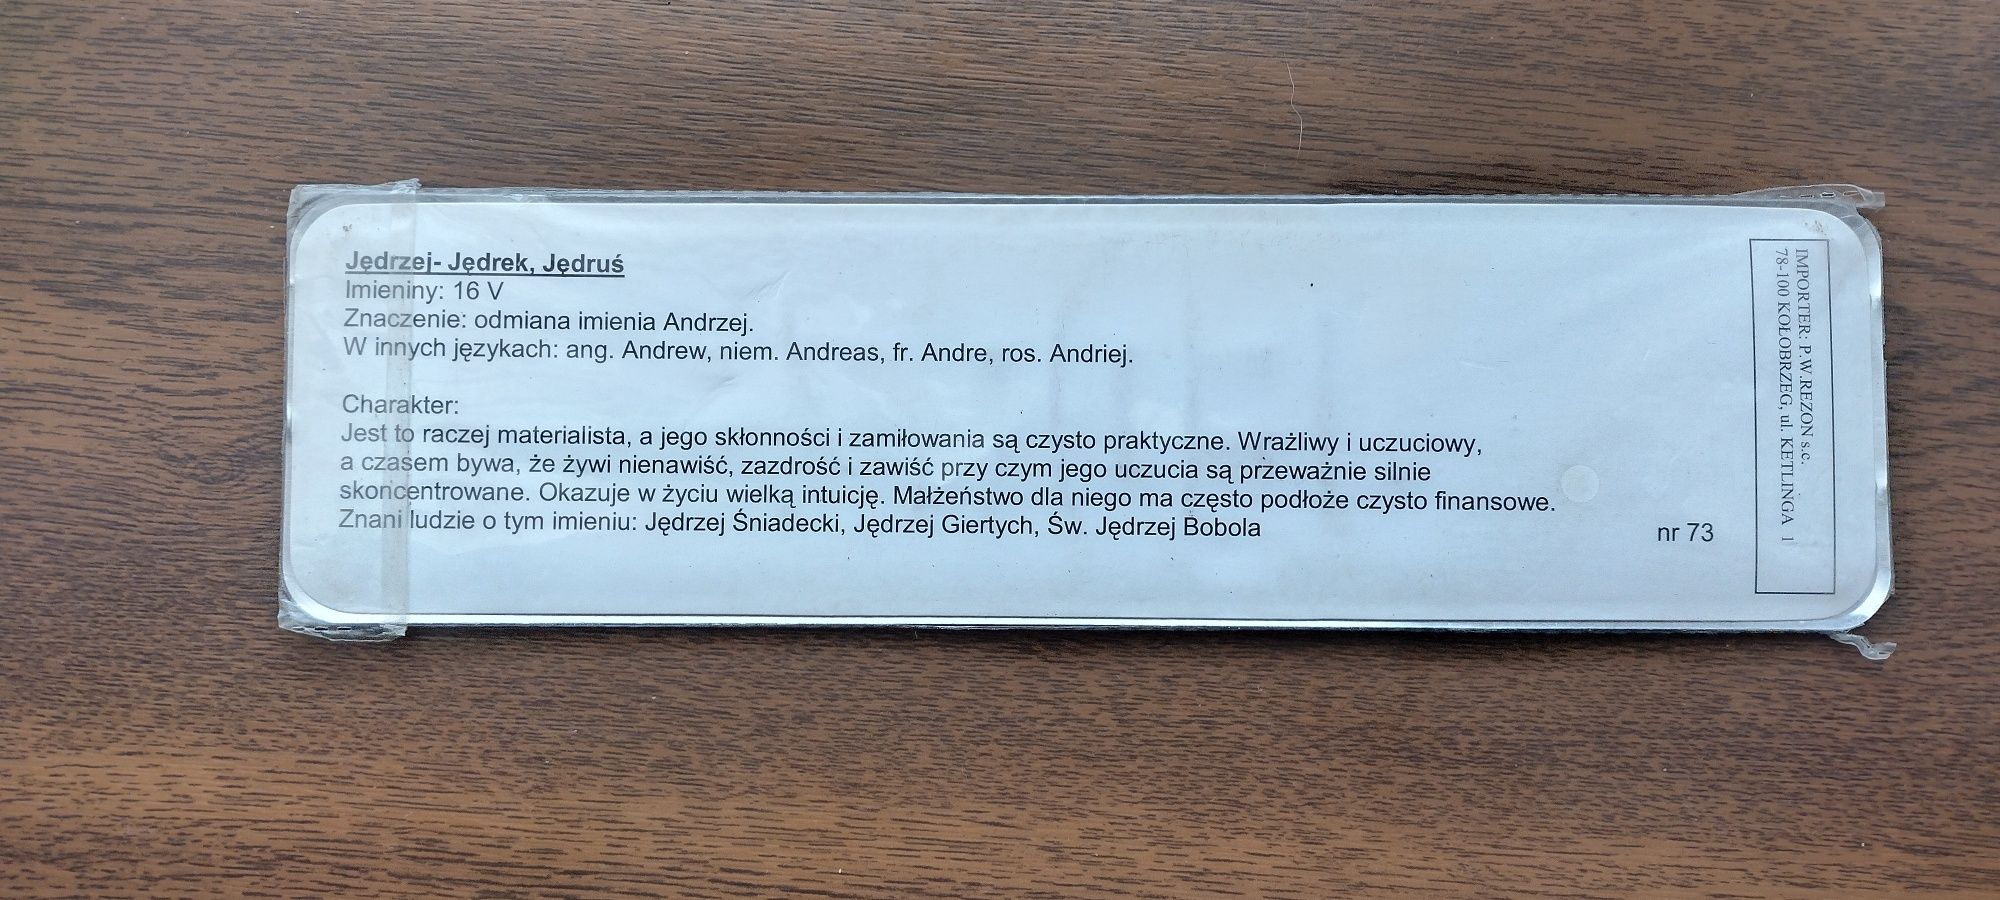 Jędrzej- Jędrek, Jędruś
Imieniny: 16 V
Znaczenie: odmiana imienia Andrzej.
W innych językach: ang. Andrew, niem. Andreas, fr. Andre, ros. Andriej.
Charakter:
Jest to raczej materialista, a jego skłonności i zamiłowania są czysto praktyczne. Wrażliwy i uczuciowy,
a czasem bywa, że żywi nienawiść, zazdrość i zawiść przy czym jego uczucia są przeważnie silnie
skoncentrowane. Okazuje w życiu wielką intuicję. Małżeństwo dla niego ma często podłoże czysto finansowe.
Znani ludzie o tym imieniu: Jędrzej Śniadecki, Jędrzej Giertych, Św. Jędrzej Bobola
nr 73
IMPORTER: P.W.REZON s.c.
78-100 KOŁOBRZEG, ul. KETLINGA 1